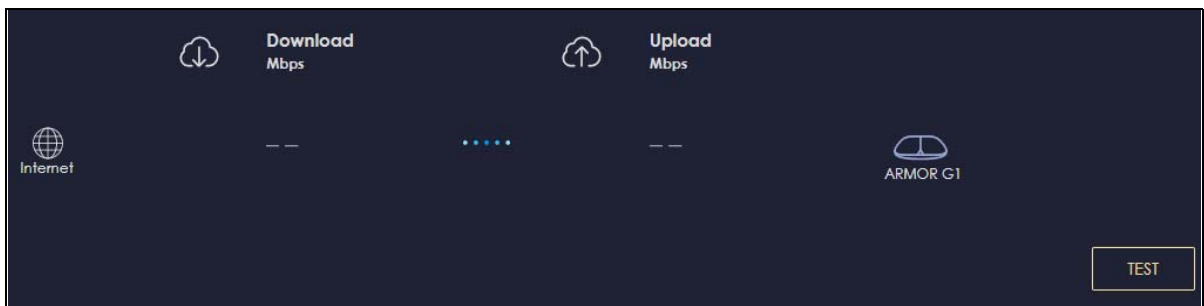 Download
Mbps
Upload
Mbps
Internet
— —
— —
ARMOR G1
TEST